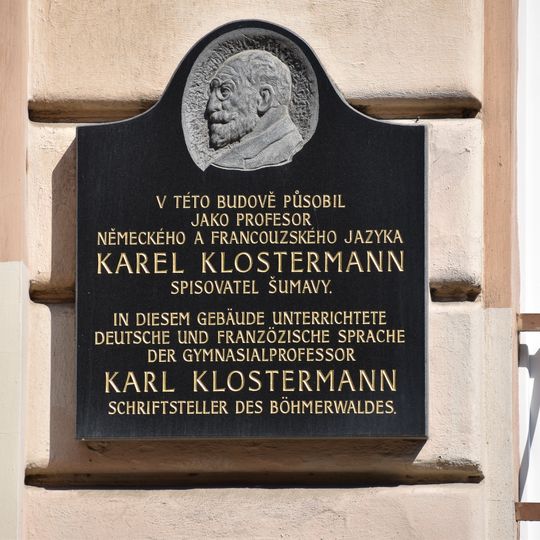 V TÉTO BUDOVĚ PŮSOBIL
JAKO PROFESOR
NĚMECKÉHO A FRANCOUZSKÉHO JAZYKA
KAREL KLOSTERMANN
SPISOVATEL ŠUMAVY.
IN DIESEM GEBÄUDE UNTERRICHTETE
DEUTSCHE UND FRANZÖZISCHE SPRACHE
DER GYMNASIALPROFESSOR
KARL KLOSTERMANN
SCHRIFTSTELLER DES BÖHMERWALDES.